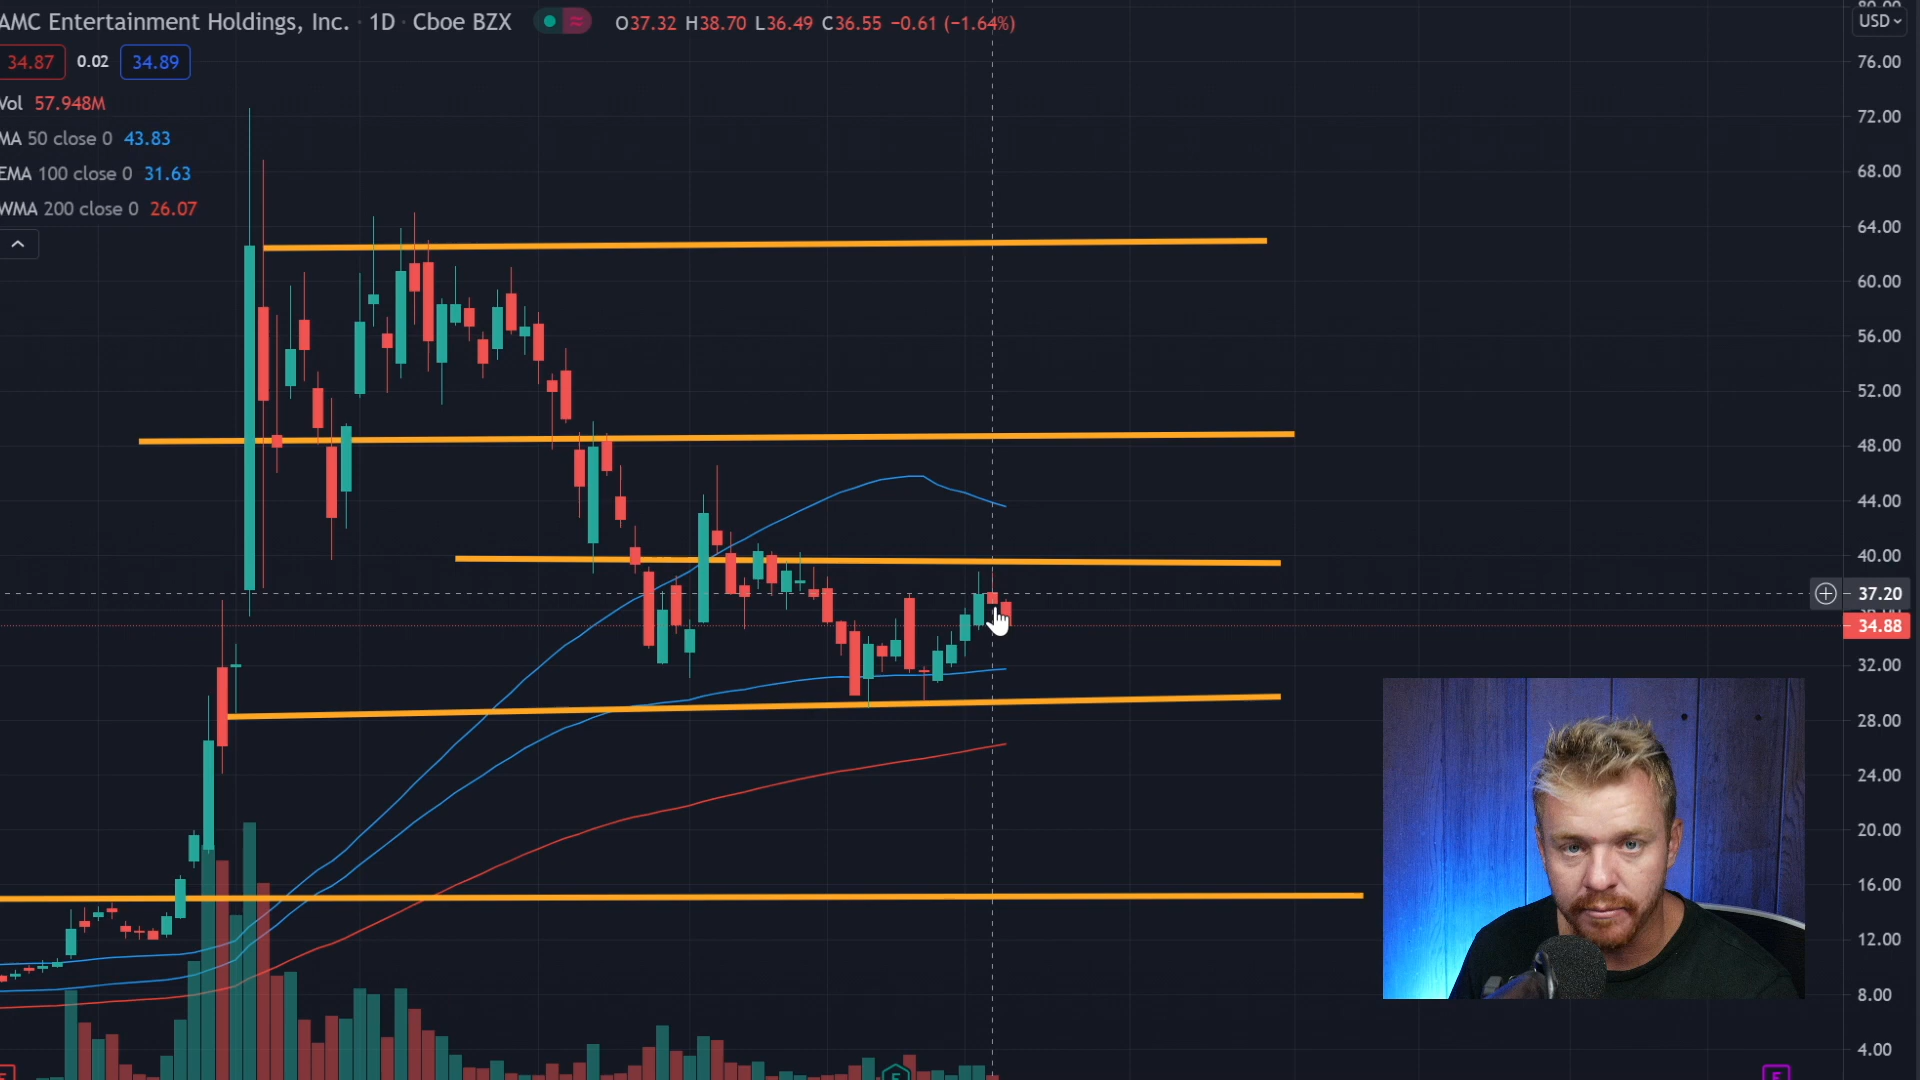 AMC Entertainment Holdings, Inc. · 1D · Cboe BZX O37.32 H38.70 L36.49 C36.55 −0.61 (−1.64%)
USD
34.87 0.02 34.89
Vol 57.948M
MA 50 close 0 43.83
EMA 100 close 0 31.63
WMA 200 close 0 26.07
76.00
72.00
68.00
64.00
60.00
56.00
52.00
48.00
44.00
40.00
37.20
34.88
32.00
28.00
24.00
20.00
16.00
12.00
8.00
4.00
E